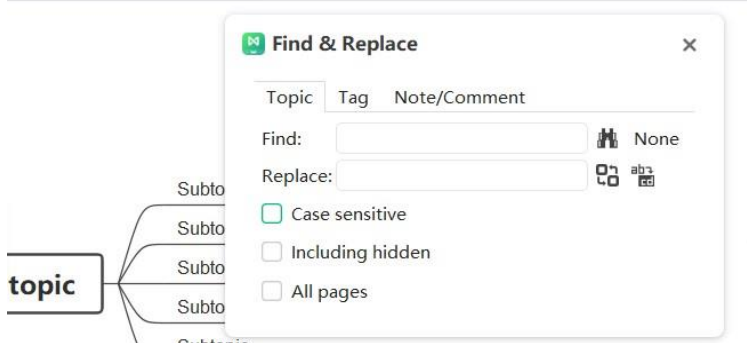 Find & Replace
Topic Tag Note/Comment
Find: None
Replace:
Case sensitive
Including hidden
All pages
Subto
Subto
Subto
Subto
topic